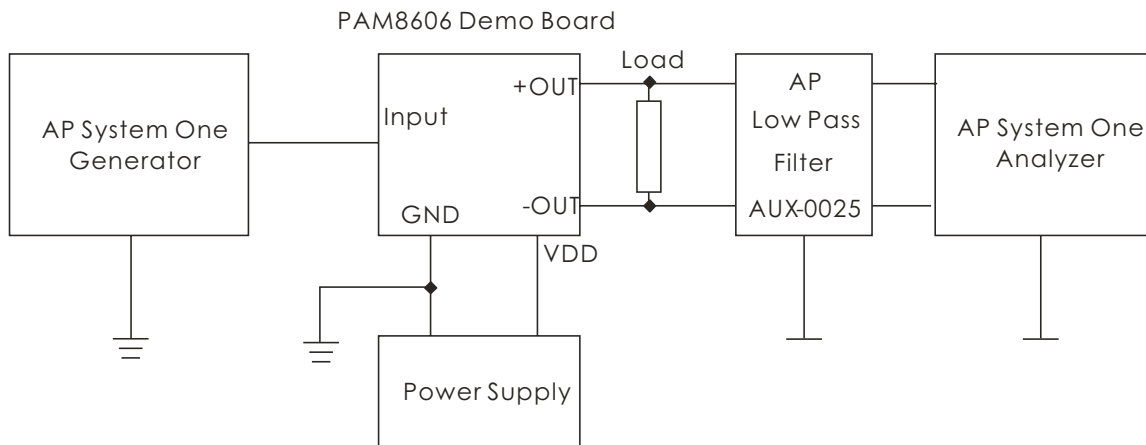 PAM8606 Demo Board
AP System One
Generator
Input
+OUT
-OUT
GND
VDD
Load
AP
Low Pass
Filter
AUX-0025
AP System One
Analyzer
Power Supply